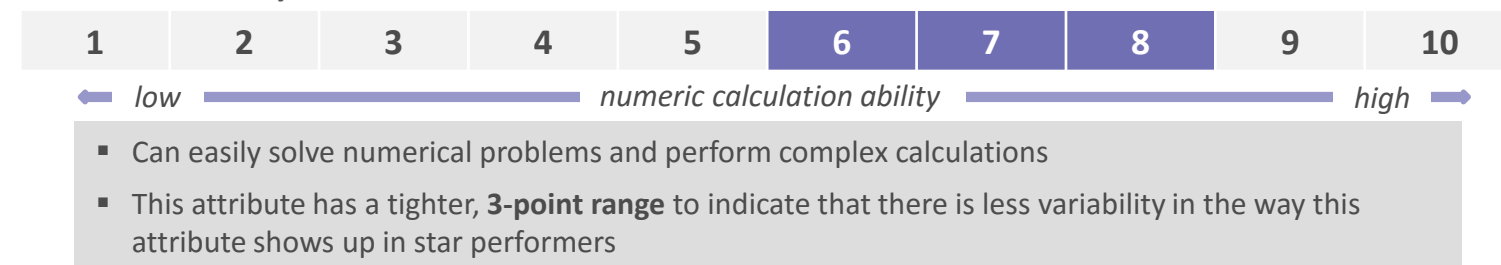 1 2 3 4 5 6 7 8 9 10
low numeric calculation ability high
▪ Can easily solve numerical problems and perform complex calculations
▪ This attribute has a tighter, 3-point range to indicate that there is less variability in the way this
attribute shows up in star performers